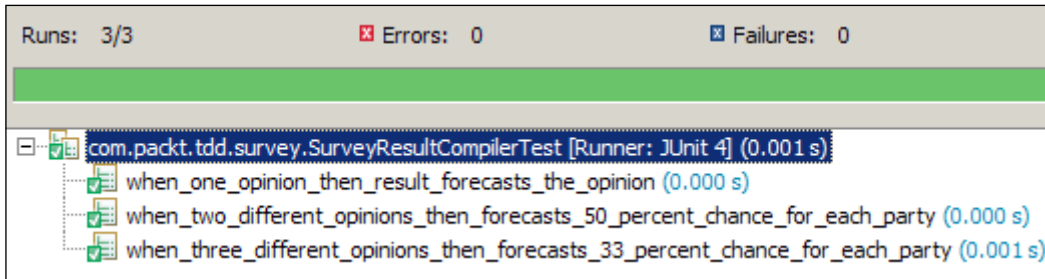 Runs: 3/3 Errors: 0 Failures: 0
com.packt.tdd.survey.SurveyResultCompilerTest [Runner: JUnit 4] (0.001 s)
when_one_opinion_then_result_forecasts_the_opinion (0.000 s)
when_two_different_opinions_then_forecasts_50_percent_chance_for_each_party (0.000 s)
when_three_different_opinions_then_forecasts_33_percent_chance_for_each_party (0.001 s)